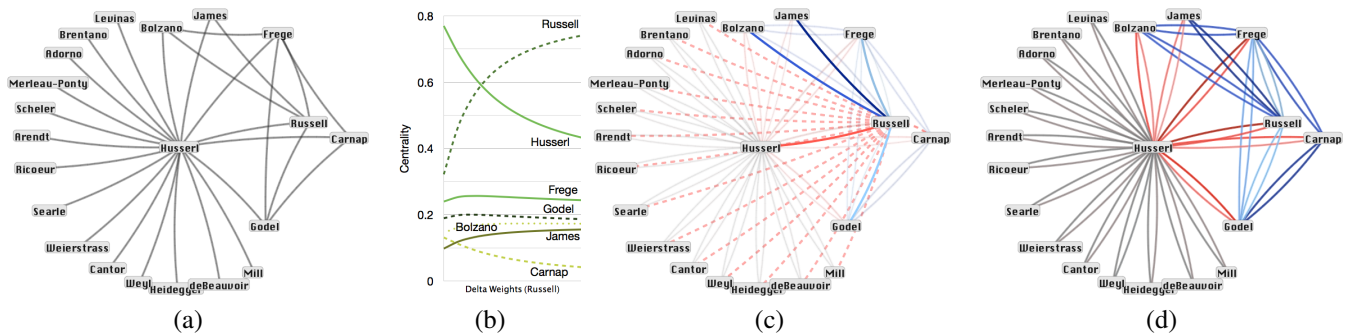 Levinas
James
Bolzano
Brentano
Frege
Adorno
Merleau-Ponty
Scheler
Russell
Arendt
Carnap
Husserl
Ricoeur
Searle
Godel
Weierstrass
Cantor
Mill
Weyl
Heidegger
deBeauvoir
(a)
0.8
Russell
0.6
Centrality
Husserl
0.4
Frege
Godel
0.2
Bolzano
James
Carnap
0
Delta Weights (Russell)
(b)
Levinas
James
Bolzano
Brentano
Frege
Adorno
Merleau-Ponty
Scheler
Russell
Arendt
Carnap
Husserl
Ricoeur
Searle
Godel
Weierstrass
Cantor
Mill
Weyl
Heidegger
deBeauvoir
(c)
Levinas
James
Bolzano
Brentano
Frege
Adorno
Merleau-Ponty
Scheler
Russell
Arendt
Carnap
Husserl
Ricoeur
Searle
Godel
Weierstrass
Cantor
Mill
Weyl
Heidegger
deBeauvoir
(d)